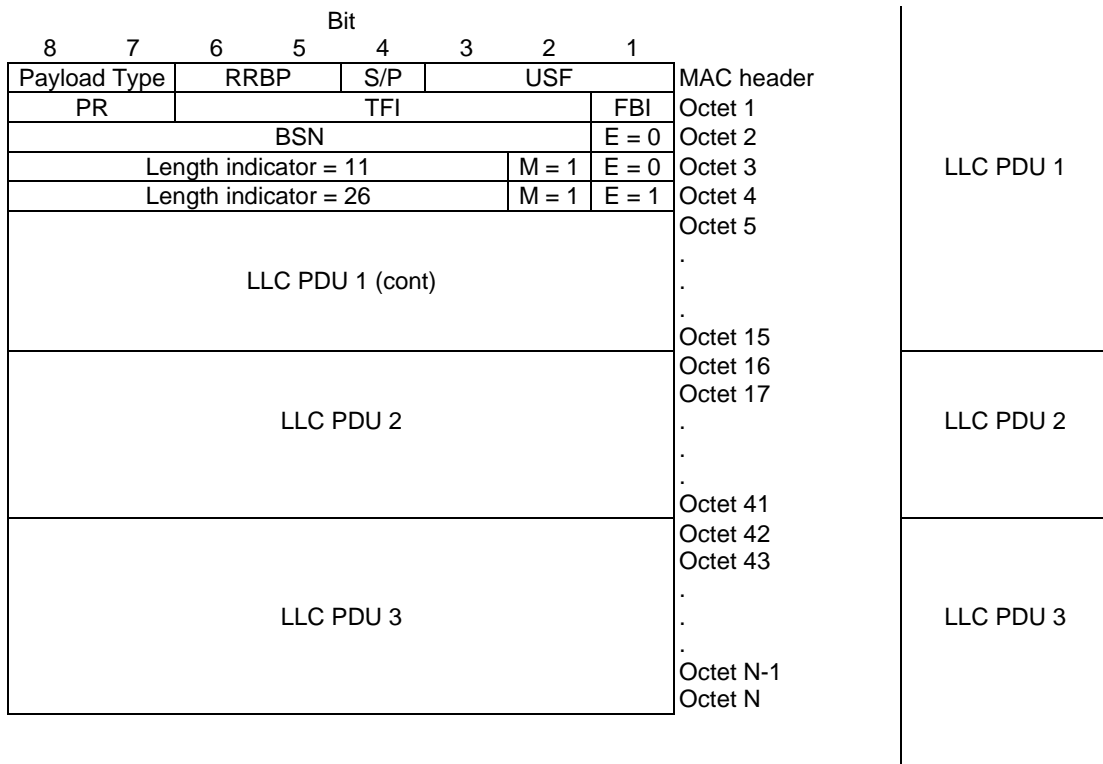 Bit
8 7 6 5 4 3 2 1
Payload Type RRBP S/P USF MAC header
PR TFI FBI Octet 1
BSN E = 0 Octet 2
Length indicator = 11 M = 1 E = 0 Octet 3 LLC PDU 1
Length indicator = 26 M = 1 E = 1 Octet 4
Octet 5
.
LLC PDU 1 (cont) .
.
Octet 15
Octet 16
Octet 17
LLC PDU 2 . LLC PDU 2
.
.
Octet 41
Octet 42
Octet 43
.
LLC PDU 3 . LLC PDU 3
.
Octet N-1
Octet N